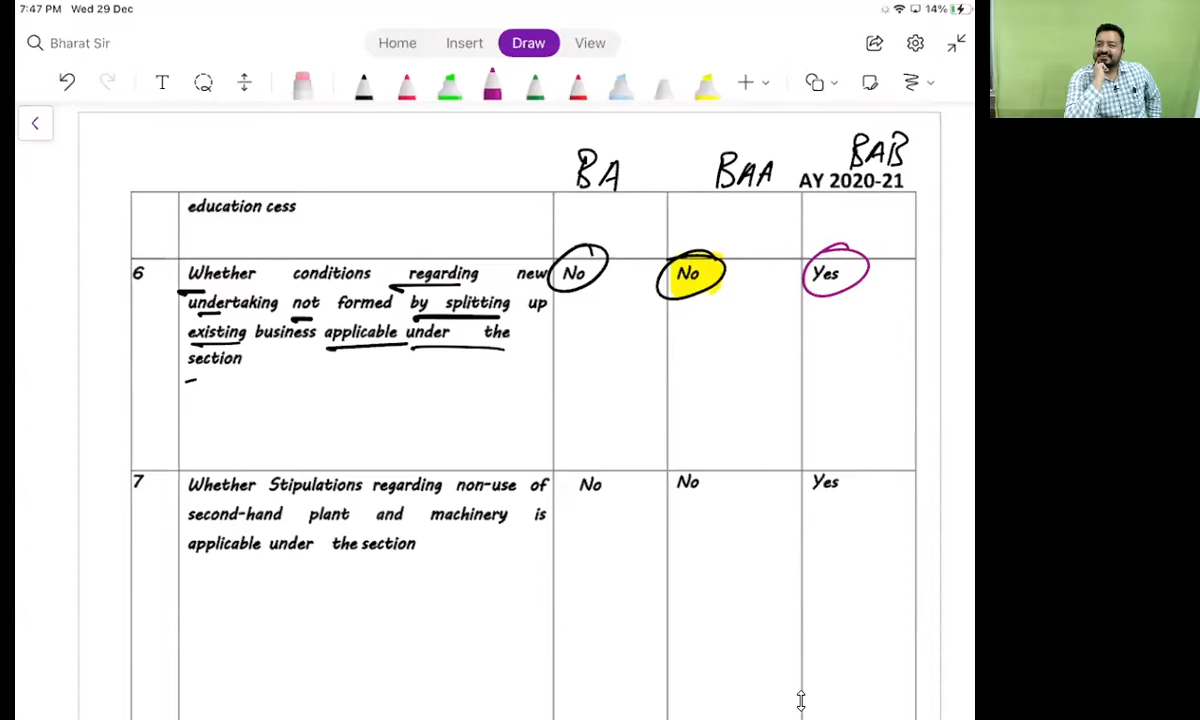 7:47 PM Wed 29 Dec
14%
Bharat Sir
Home Insert Draw View
T
BA BAA BAB
AY 2020-21
education cess
6 Whether conditions regarding new No No Yes
undertaking not formed by splitting up
existing business applicable under the
section
7 Whether Stipulations regarding non-use of No No Yes
second-hand plant and machinery is
applicable under the section